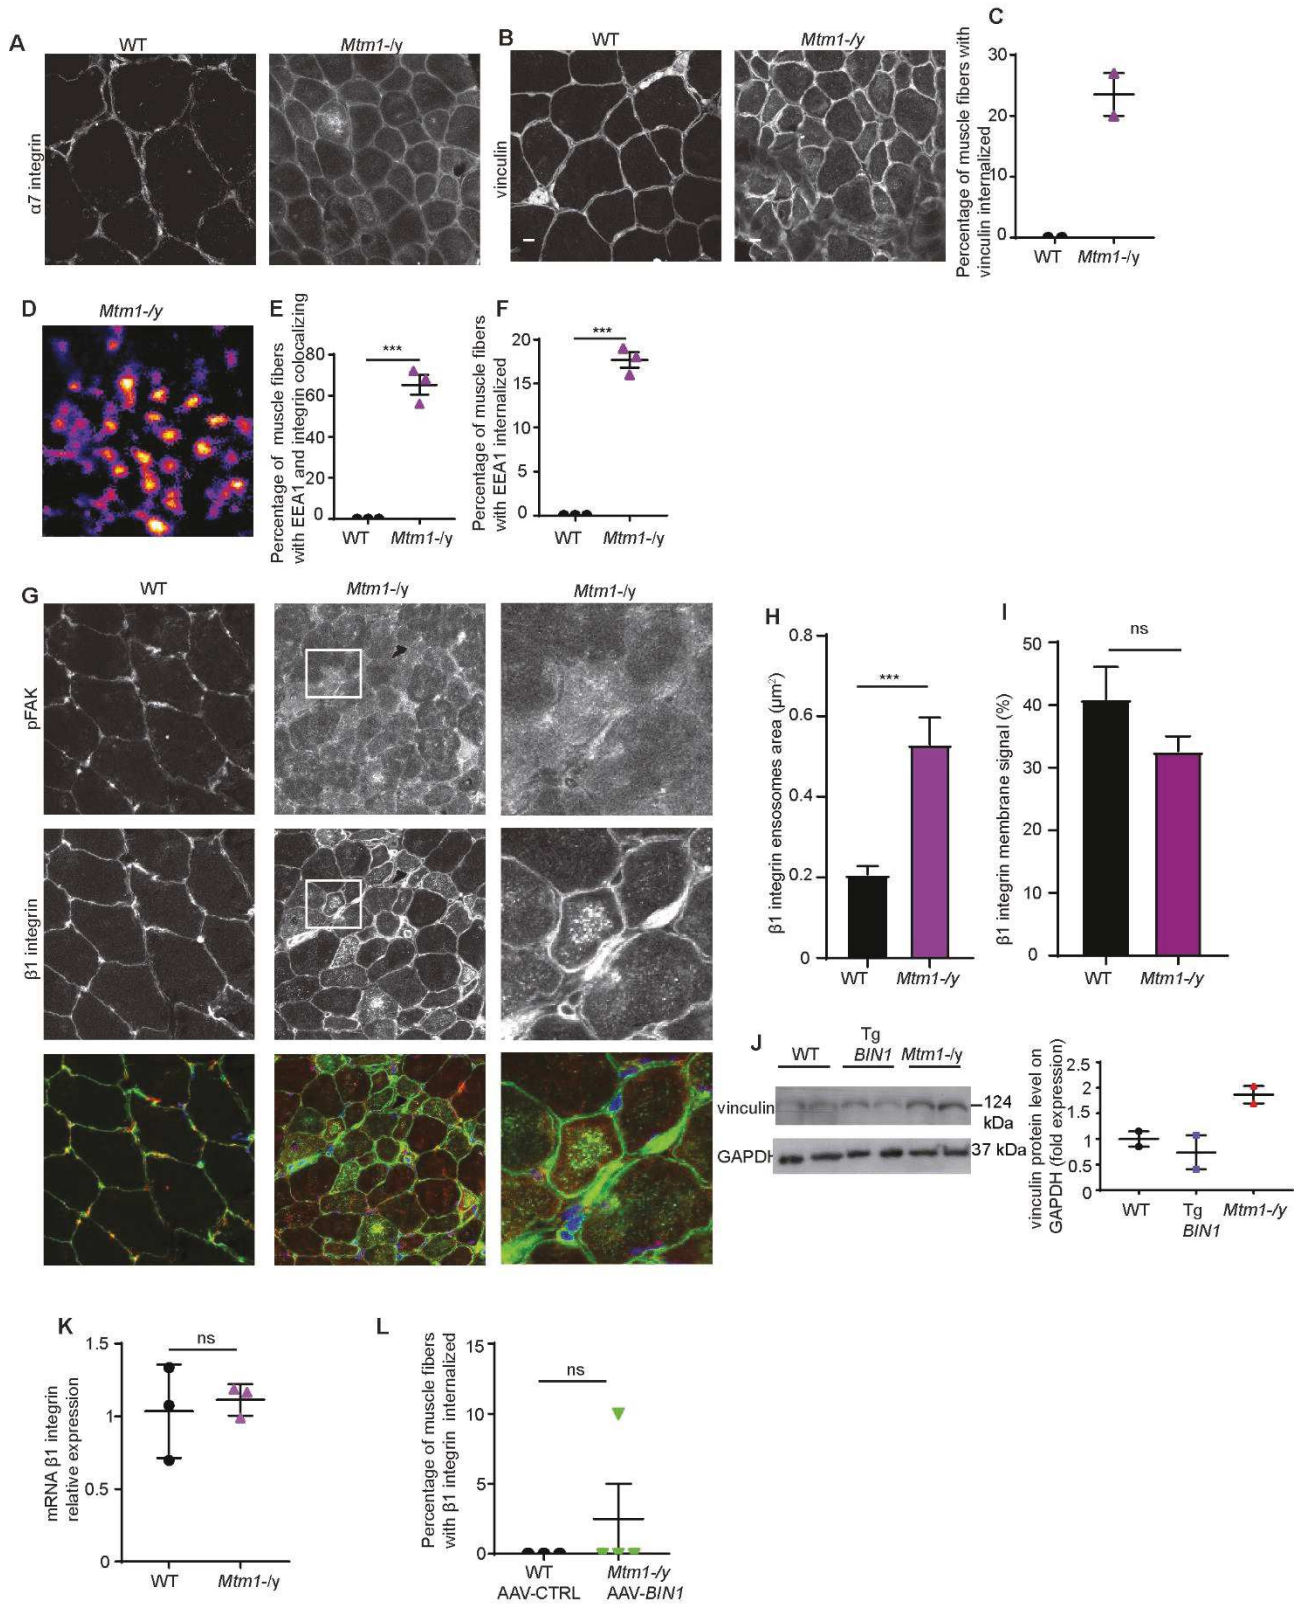 A
WT
Mtm1-/y
α7 integrin
B
WT
Mtm1-/y
vinculin
C
Percentage of muscle fibers with
vinculin internalized
30
20
10
0
WT
Mtm1-/y
D
Mtm1-/y
E
Percentage of muscle fibers
with EEA1 and integrin colocalizing
80
60
40
20
0
***
WT
Mtm1-/y
F
Percentage of muscle fibers
with EEA1 internalized
20
15
10
5
0
***
WT
Mtm1-/y
G
WT
Mtm1-/y
Mtm1-/y
pFAK
β1 integrin
H
β1 integrin ensosomes area (µm²)
0.8
0.6
0.4
0.2
0
***
WT
Mtm1-/y
I
β1 integrin membrane signal (%)
50
40
30
50
10
0
ns
WT
Mtm1-/y
J
WT
Tg
BIN1
Mtm1-/y
vinculin
124
kDa
GAPDH
37 kDa
vinculin protein level on
GAPDH (fold expression)
2.5
2
1.5
1
0.5
0
WT
Tg
BIN1
Mtm1-/y
K
mRNA β1 integrin
relative expression
1.5
1
0.5
0
ns
WT
Mtm1-/y
L
Percentage of muscle fibers
with β1 integrin internalized
15
10
5
0
ns
WT
AAV-CTRL
Mtm1-/y
AAV-BIN1